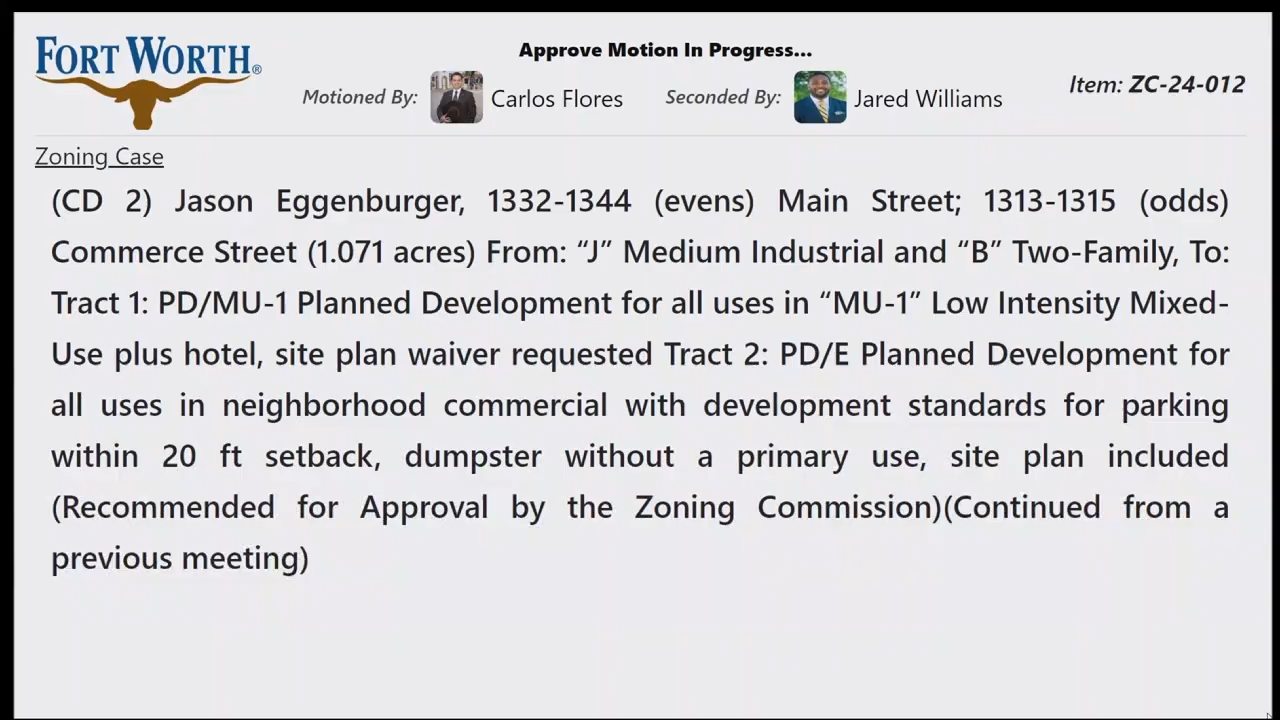 FORT WORTH®
Approve Motion In Progress...
Motioned By: Carlos Flores Seconded By: Jared Williams
Item: ZC-24-012
Zoning Case
(CD 2) Jason Eggenburger, 1332-1344 (evens) Main Street; 1313-1315 (odds)
Commerce Street (1.071 acres) From: “J” Medium Industrial and “B” Two-Family, To:
Tract 1: PD/MU-1 Planned Development for all uses in “MU-1” Low Intensity Mixed-
Use plus hotel, site plan waiver requested Tract 2: PD/E Planned Development for
all uses in neighborhood commercial with development standards for parking
within 20 ft setback, dumpster without a primary use, site plan included
(Recommended for Approval by the Zoning Commission)(Continued from a
previous meeting)